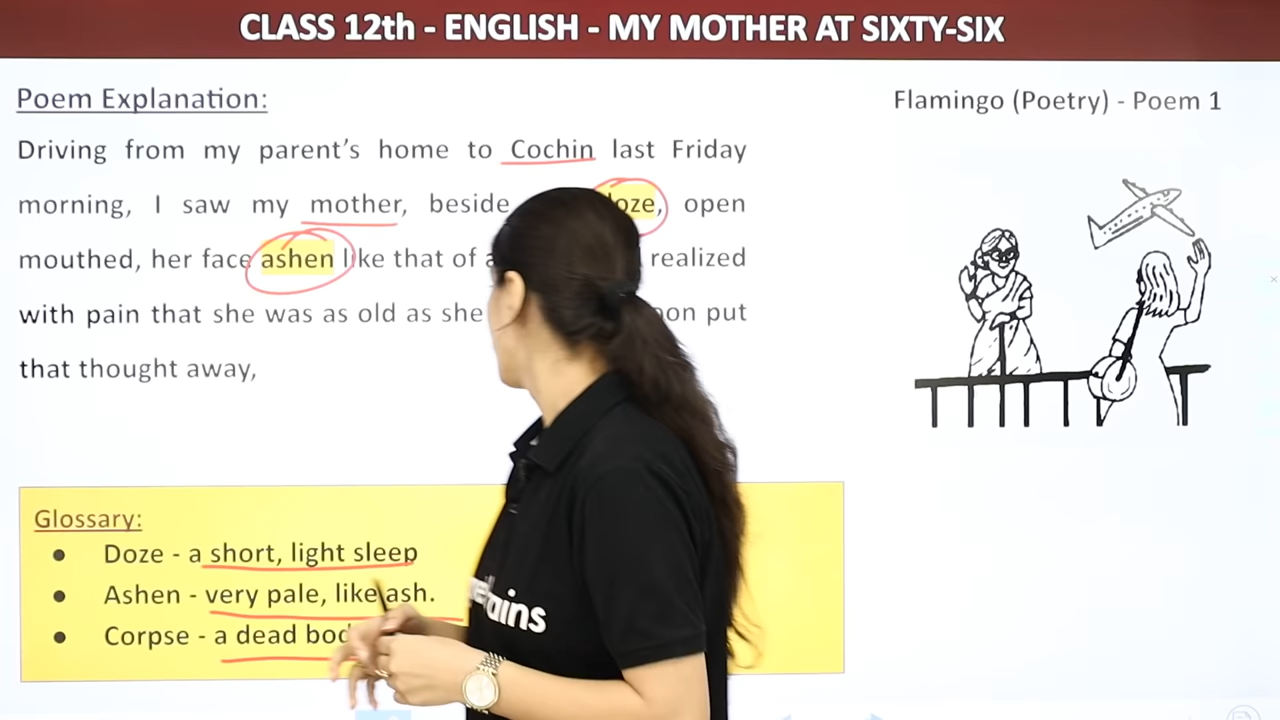 CLASS 12th - ENGLISH - MY MOTHER AT SIXTY-SIX
Poem Explanation:
Flamingo (Poetry) - Poem 1
Driving from my parent's home to Cochin last Friday
morning, I saw my mother, beside open
mouthed, her face ashen like that of realized
with pain that she was as old as she put
that thought away,
Glossary:
● Doze - a short, light sleep
● Ashen - very pale, like ash.
● Corpse - a dead